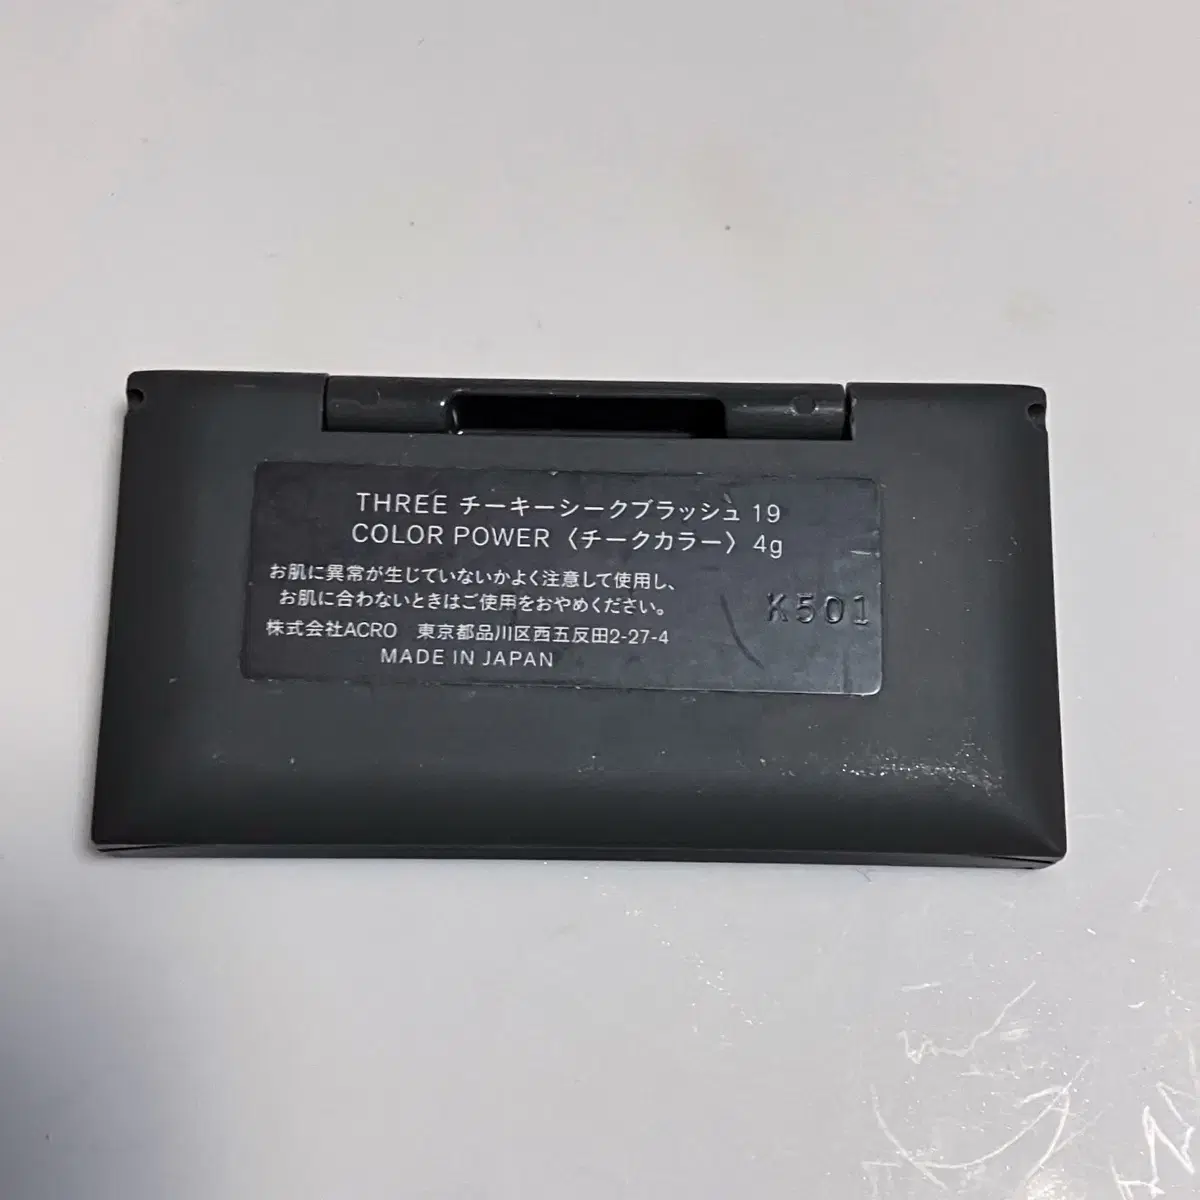 THREE チーキーシークブラッシュ 19
COLOR POWER 〈チークカラー〉 4g
お肌に異常が生じていないかよく注意して使用し、
お肌に合わないときはご使用をおやめください。
株式会社ACRO 東京都品川区西五反田2-27-4
MADE IN JAPAN
K501